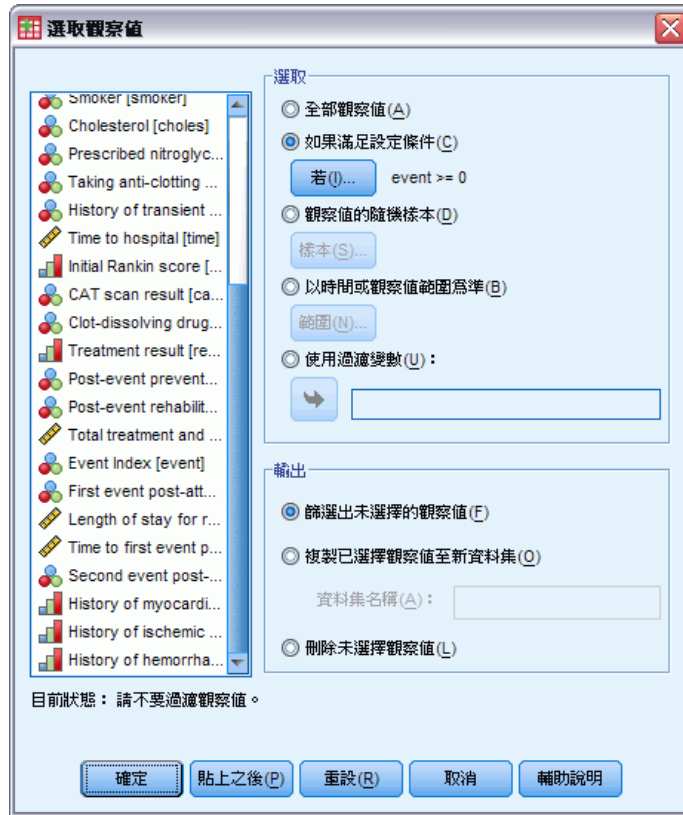 選取觀察值
Smoker [smoker]
Cholesterol [choles]
Prescribed nitroglyc...
Taking anti-clotting ...
History of transient ...
Time to hospital [time]
Initial Rankin score [...
CAT scan result [ca...
Clot-dissolving drug...
Treatment result [re...
Post-event prevent...
Post-event rehabilit...
Total treatment and ...
Event Index [event]
First event post-att...
Length of stay for r...
Time to first event p...
Second event post-...
History of myocardi...
History of ischemic ...
History of hemorrha...
選取
全部觀察值(A)
如果滿足設定條件(C)
若(I)... event >= 0
觀察值的隨機樣本(D)
樣本(S)...
以時間或觀察值範圍為準(B)
範圍(N)...
使用過濾變數(U)：
輸出
篩選出未選擇的觀察值(F)
複製已選擇觀察值至新資料集(O)
資料集名稱(A)：
刪除未選擇觀察值(L)
目前狀態：請不要過濾觀察值。
確定 貼上之後(P) 重設(R) 取消 輔助說明